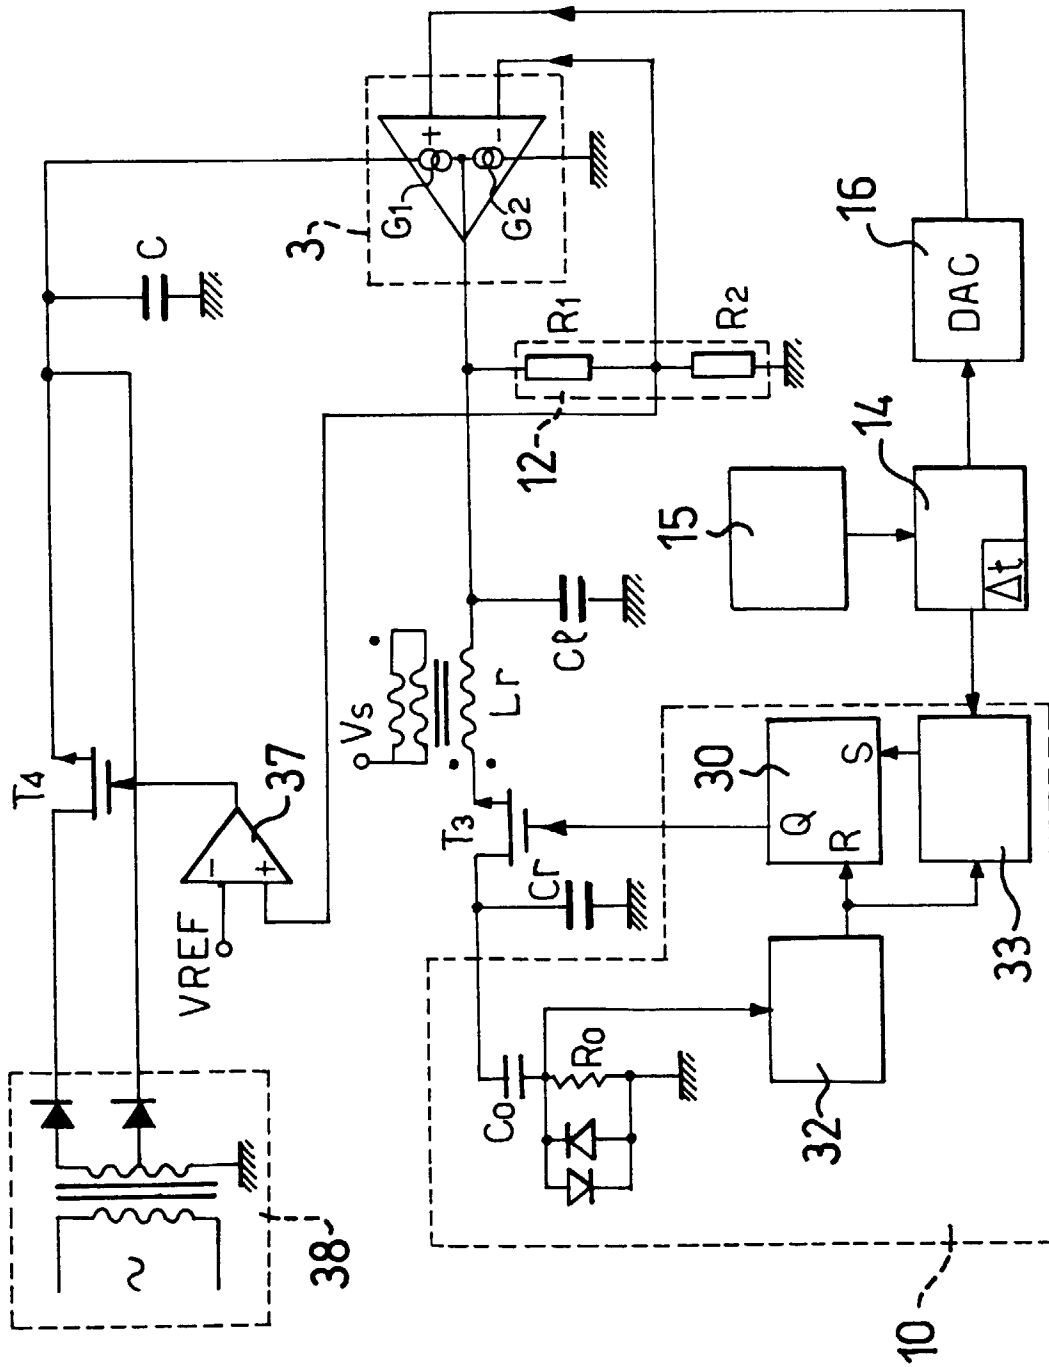 38
~
VREF
37
- +
T4
C
3
G1
G2
+ -
Vs
Lr
T3
Cr
Cl
12
R1
R2
Co
Ro
10
32
30
Q
R S
33
15
14
Δt
16
DAC